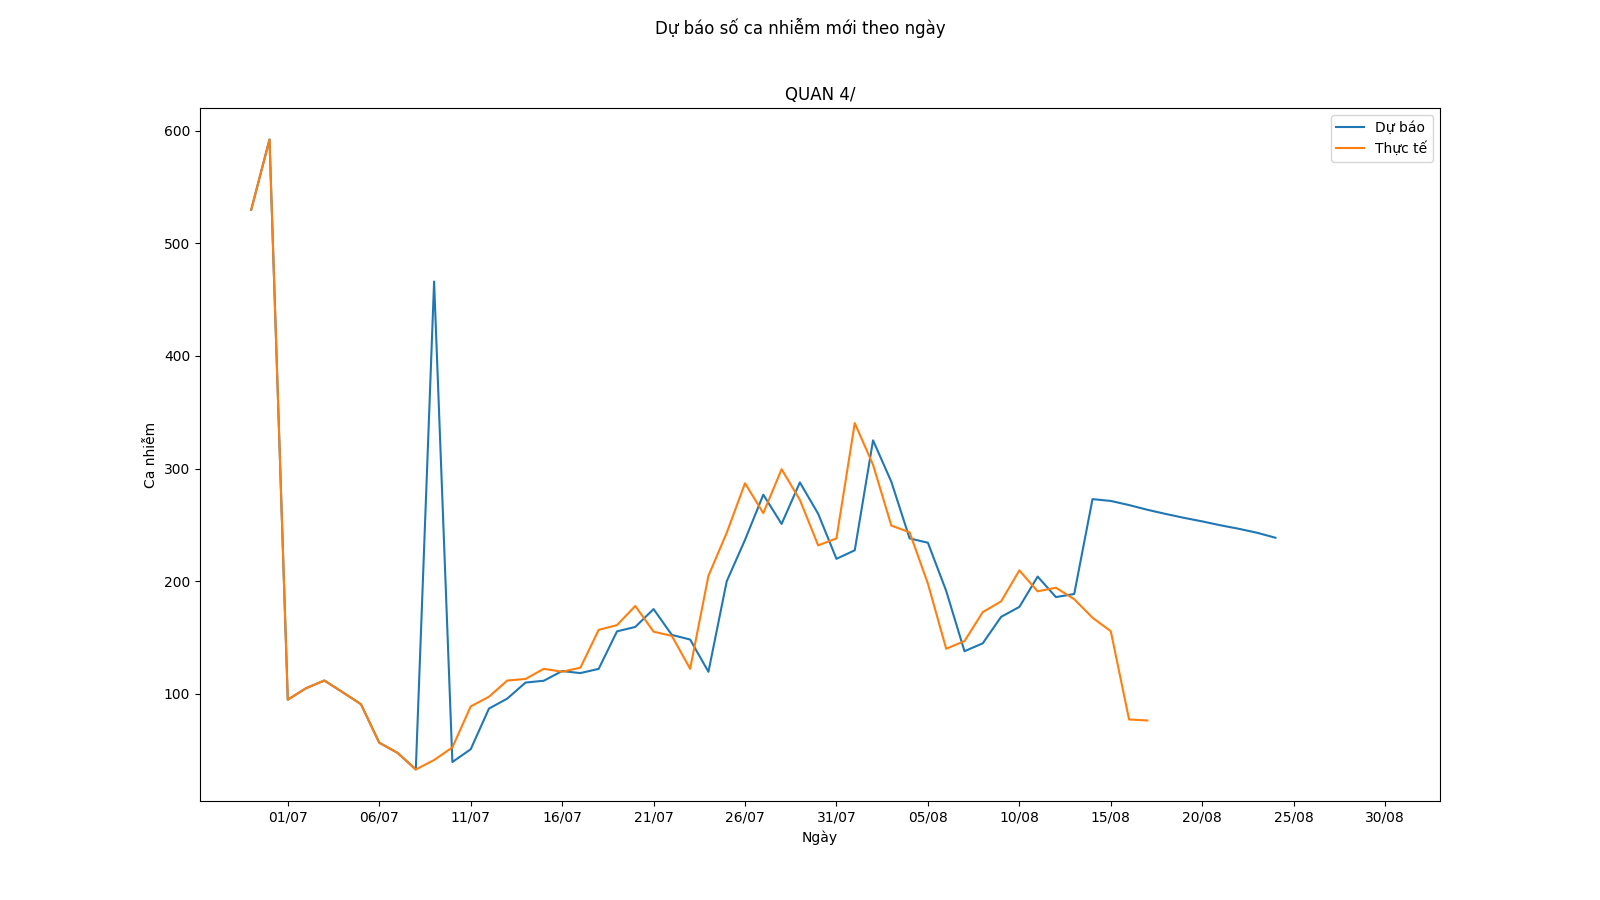 Dự báo số ca nhiễm mới theo ngày
QUAN 4/
Dự báo
Thực tế
600
500
400
300
200
100
Ca nhiễm
01/07 06/07 11/07 16/07 21/07 26/07 31/07 05/08 10/08 15/08 20/08 25/08 30/08
Ngày